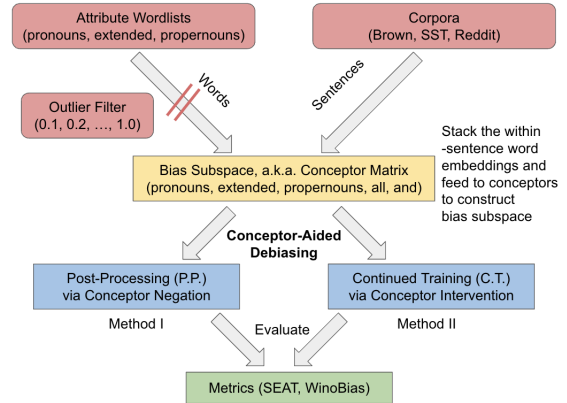 Attribute Wordlists
(pronouns, extended, propernouns)
Corpora
(Brown, SST, Reddit)
Words
Sentences
Outlier Filter
(0.1, 0.2, …, 1.0)
Bias Subspace, a.k.a. Conceptor Matrix
(pronouns, extended, propernouns, all, and)
Stack the within
-sentence word
embeddings and
feed to conceptors
to construct
bias subspace
Conceptor-Aided
Debiasing
Post-Processing (P.P.)
via Conceptor Negation
Continued Training (C.T.)
via Conceptor Intervention
Method I
Evaluate
Method II
Metrics (SEAT, WinoBias)